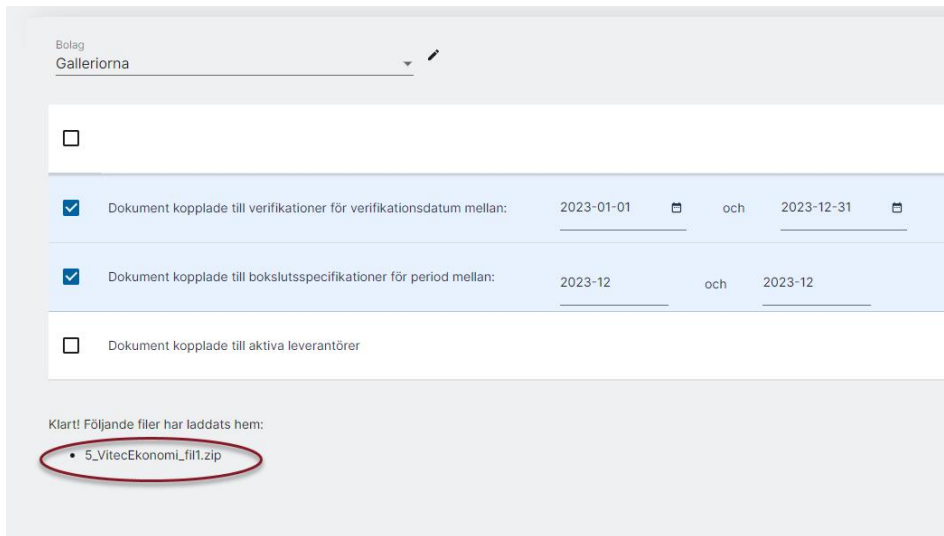 Bolag
Galleriorna
Dokument kopplade till verifikationer för verifikationsdatum mellan: 2023-01-01 och 2023-12-31
Dokument kopplade till bokslutsspecifikationer för period mellan: 2023-12 och 2023-12
Dokument kopplade till aktiva leverantörer
Klart! Följande filer har laddats hem:
• 5_VitecEkonomi_fil1.zip